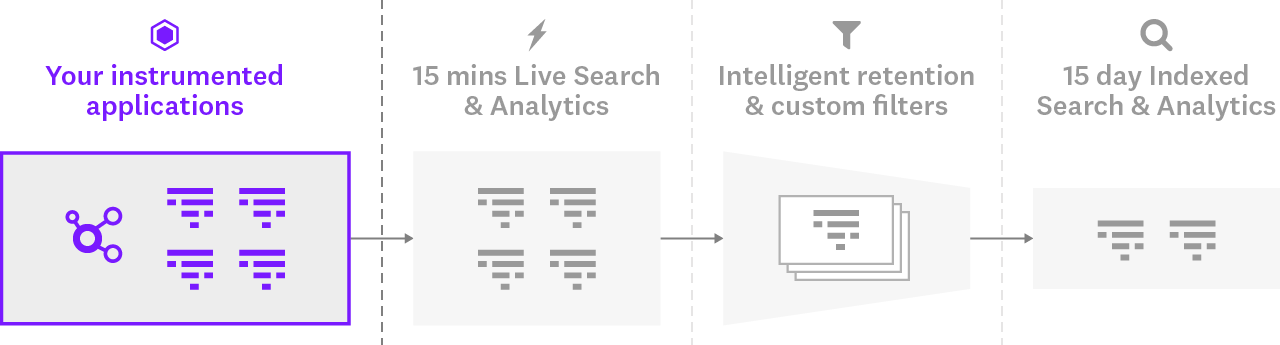 Your instrumented
applications
15 mins Live Search
& Analytics
Intelligent retention
& custom filters
15 day Indexed
Search & Analytics